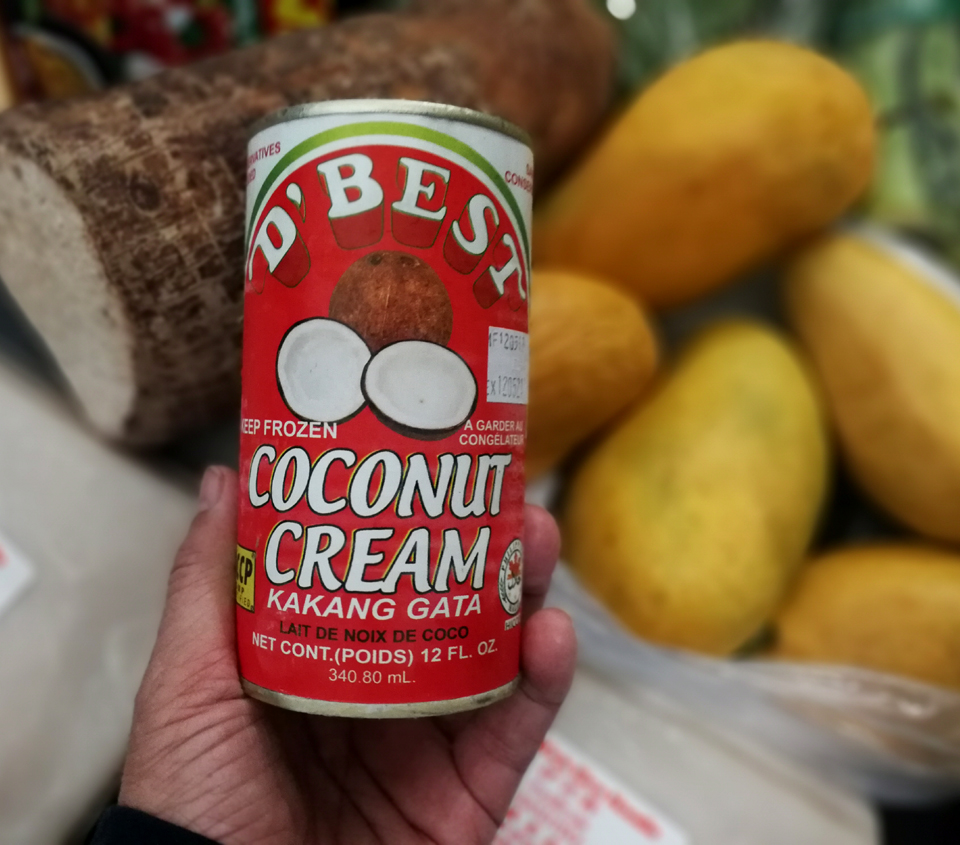 D' BEST
KEEP FROZEN
A GARDER AU
CONGÉLATEUR
COCONUT
CREAM
KAKANG GATA
LAIT DE NOIX DE COCO
NET CONT.(POIDS) 12 FL. OZ.
340.80 mL.